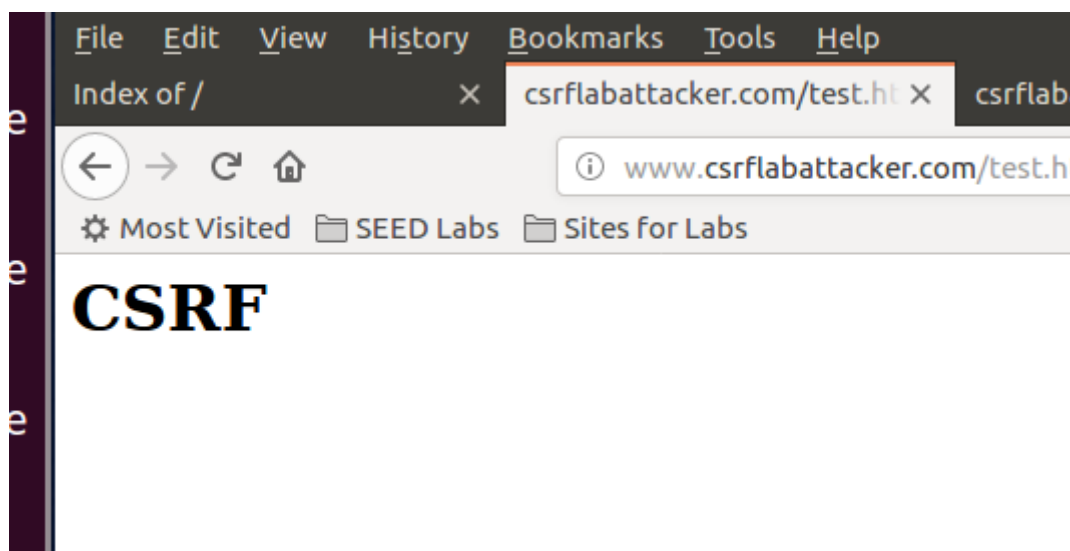 File Edit View History Bookmarks Tools Help
Index of / csrflabattacker.com/test.ht csrflab
www.csrflabattacker.com/test.h
Most Visited SEED Labs Sites for Labs
CSRF
e
e
e